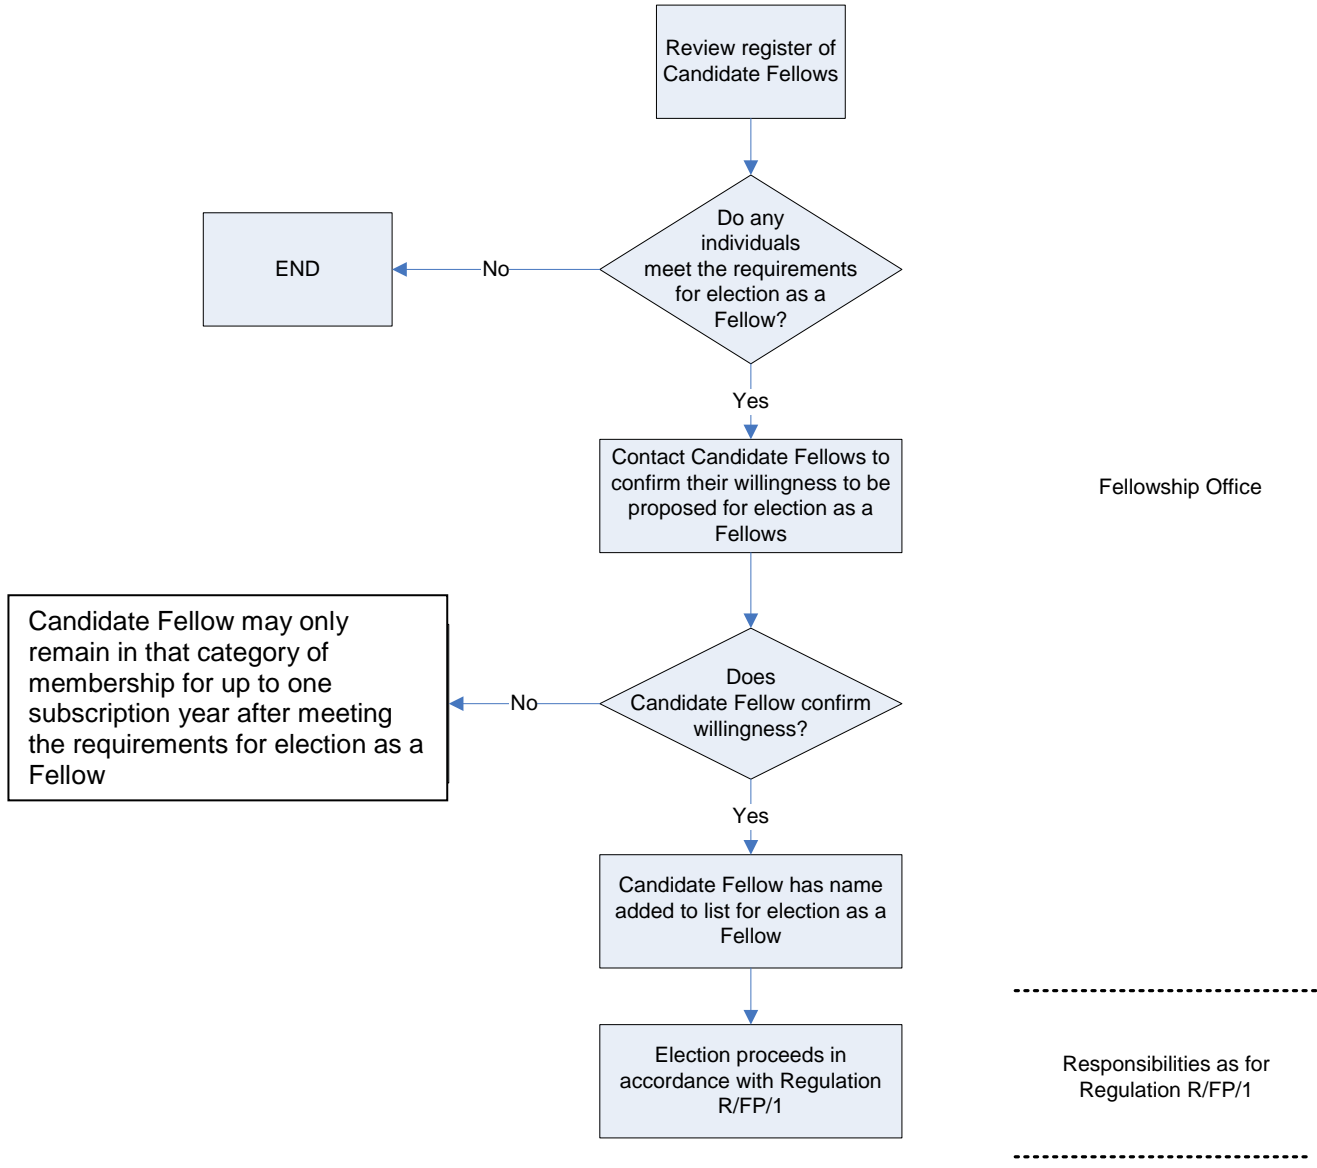 Review register of
Candidate Fellows
Do any
individuals
meet the requirements
for election as a
Fellow?
END
No
Yes
Contact Candidate Fellows to
confirm their willingness to be
proposed for election as a
Fellows
Fellowship Office
Candidate Fellow may only
remain in that category of
membership for up to one
subscription year after meeting
the requirements for election as a
Fellow
No
Does
Candidate Fellow confirm
willingness?
Yes
Candidate Fellow has name
added to list for election as a
Fellow
Election proceeds in
accordance with Regulation
R/FP/1
Responsibilities as for
Regulation R/FP/1